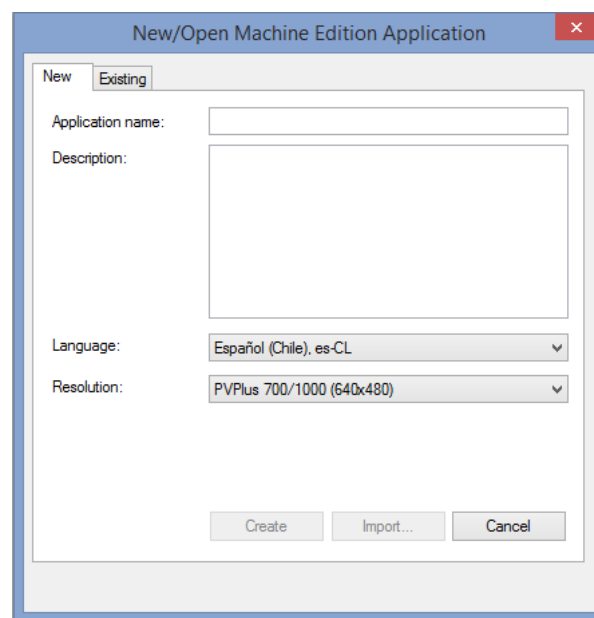 New/Open Machine Edition Application
New Existing
Application name:
Description:
Language: Español (Chile), es-CL
Resolution: PVPlus 700/1000 (640x480)
Create Import... Cancel